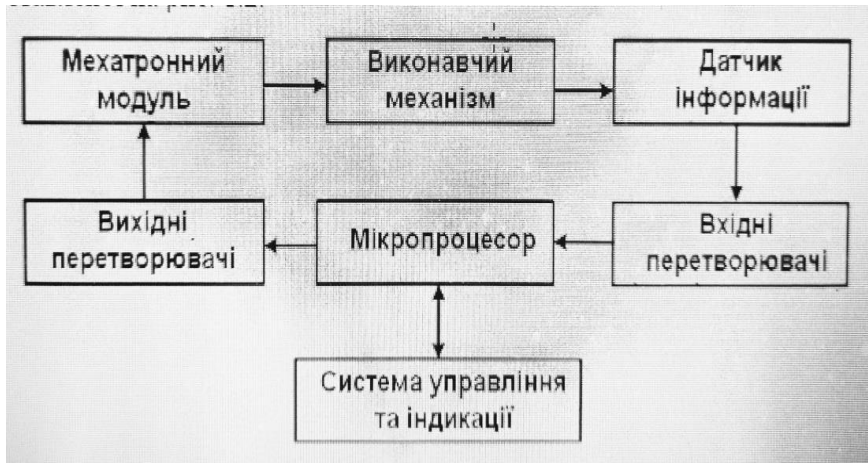 Мехатронний
модуль
Виконавчий
механізм
Датчик
інформації
Вихідні
перетворювачі
Мікропроцесор
Вхідні
перетворювачі
Система управління
та індикації